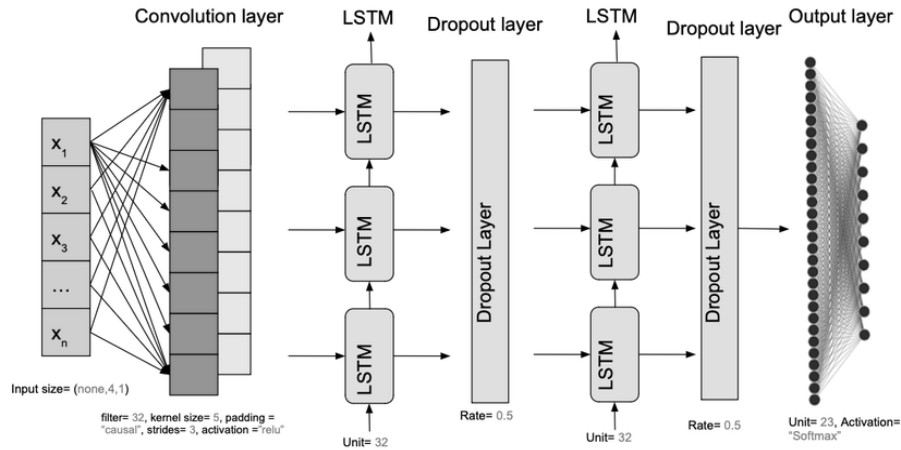 Convolution layer
LSTM
Dropout layer
LSTM
Dropout layer
Output layer
x1
x2
x3
...
xn
LSTM
LSTM
LSTM
Dropout Layer
LSTM
LSTM
LSTM
Dropout Layer
Input size= (none,4,1)
filter= 32, kernel size= 5, padding =
"causal", strides= 3, activation ="relu"
Unit= 32
Rate= 0.5
Unit= 32
Rate= 0.5
Unit= 23, Activation=
"Softmax"